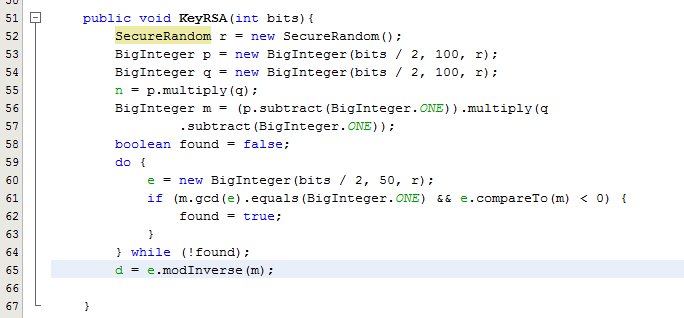 51 public void KeyRSA(int bits){
52 SecureRandom r = new SecureRandom();
53 BigInteger p = new BigInteger(bits / 2, 100, r);
54 BigInteger q = new BigInteger(bits / 2, 100, r);
55 n = p.multiply(q);
56 BigInteger m = (p.subtract(BigInteger.ONE)).multiply(q
57 .subtract(BigInteger.ONE));
58 boolean found = false;
59 do {
60 e = new BigInteger(bits / 2, 50, r);
61 if (m.gcd(e).equals(BigInteger.ONE) && e.compareTo(m) < 0) {
62 found = true;
63 }
64 } while (!found);
65 d = e.modInverse(m);
66
67 }